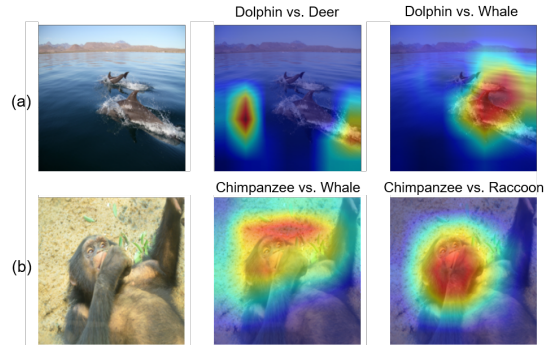 Dolphin vs. Deer
Dolphin vs. Whale
(a)
Chimpanzee vs. Whale
Chimpanzee vs. Raccoon
(b)